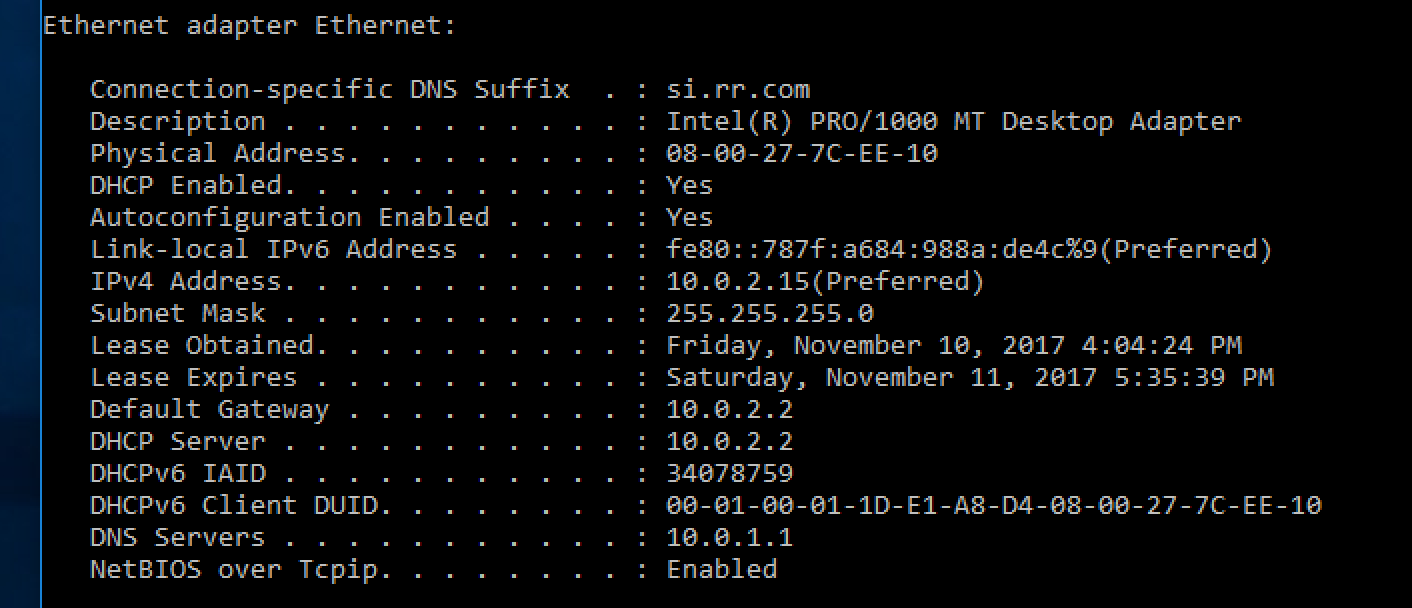 Ethernet adapter Ethernet:
Connection-specific DNS Suffix  . : si.rr.com
Description . . . . . . . . . . . : Intel(R) PRO/1000 MT Desktop Adapter
Physical Address. . . . . . . . . : 08-00-27-7C-EE-10
DHCP Enabled. . . . . . . . . . . : Yes
Autoconfiguration Enabled . . . . : Yes
Link-local IPv6 Address . . . . . : fe80::787f:a684:988a:de4c%9(Preferred)
IPv4 Address. . . . . . . . . . . : 10.0.2.15(Preferred)
Subnet Mask . . . . . . . . . . . : 255.255.255.0
Lease Obtained. . . . . . . . . . : Friday, November 10, 2017 4:04:24 PM
Lease Expires . . . . . . . . . . : Saturday, November 11, 2017 5:35:39 PM
Default Gateway . . . . . . . . . : 10.0.2.2
DHCP Server . . . . . . . . . . . : 10.0.2.2
DHCPv6 IAID . . . . . . . . . . . : 34078759
DHCPv6 Client DUID. . . . . . . . : 00-01-00-01-1D-E1-A8-D4-08-00-27-7C-EE-10
DNS Servers . . . . . . . . . . . : 10.0.1.1
NetBIOS over Tcpip. . . . . . . . : Enabled